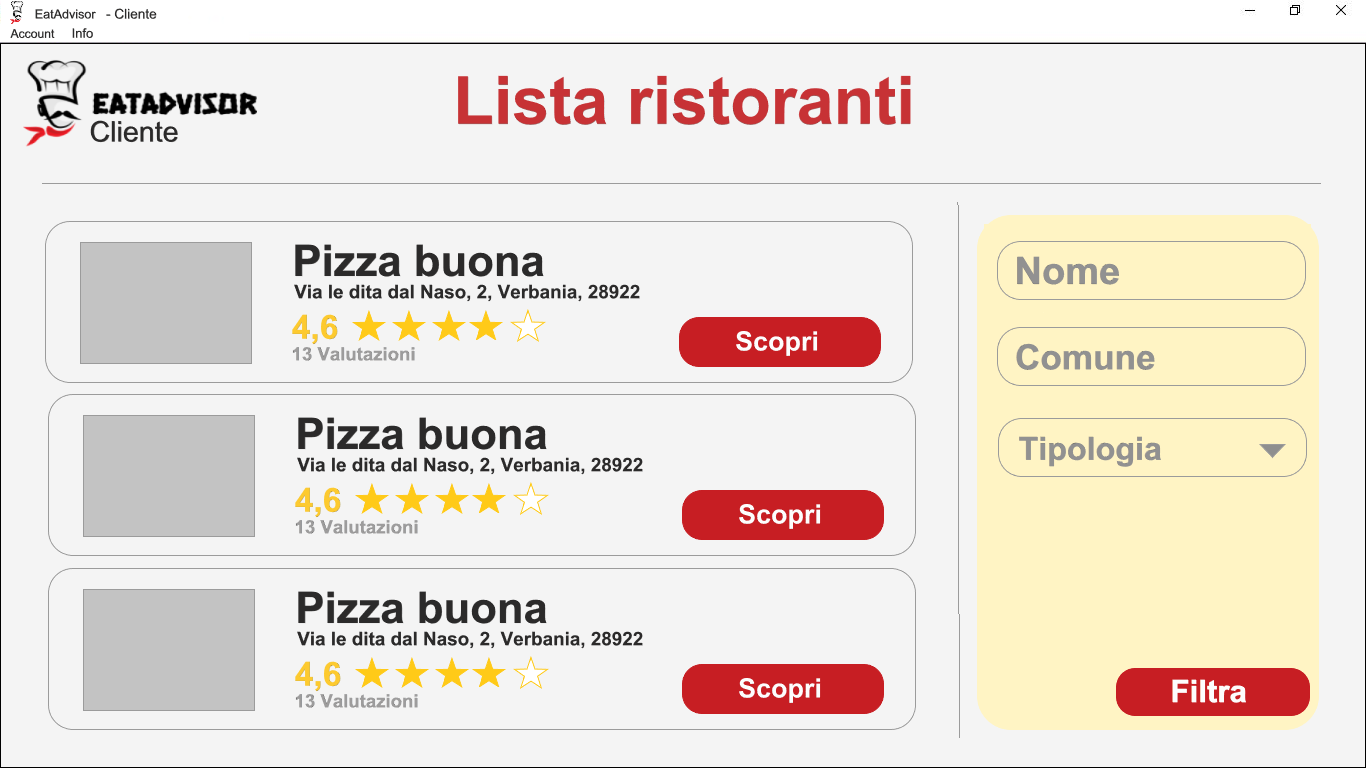 EatAdvisor - Cliente
Account Info
EATADVISOR
Cliente
Lista ristoranti
Pizza buona
Via le dita dal Naso, 2, Verbania, 28922
4,6
13 Valutazioni
Scopri
Pizza buona
Via le dita dal Naso, 2, Verbania, 28922
4,6
13 Valutazioni
Scopri
Pizza buona
Via le dita dal Naso, 2, Verbania, 28922
4,6
13 Valutazioni
Scopri
Nome
Comune
Tipologia
Filtra